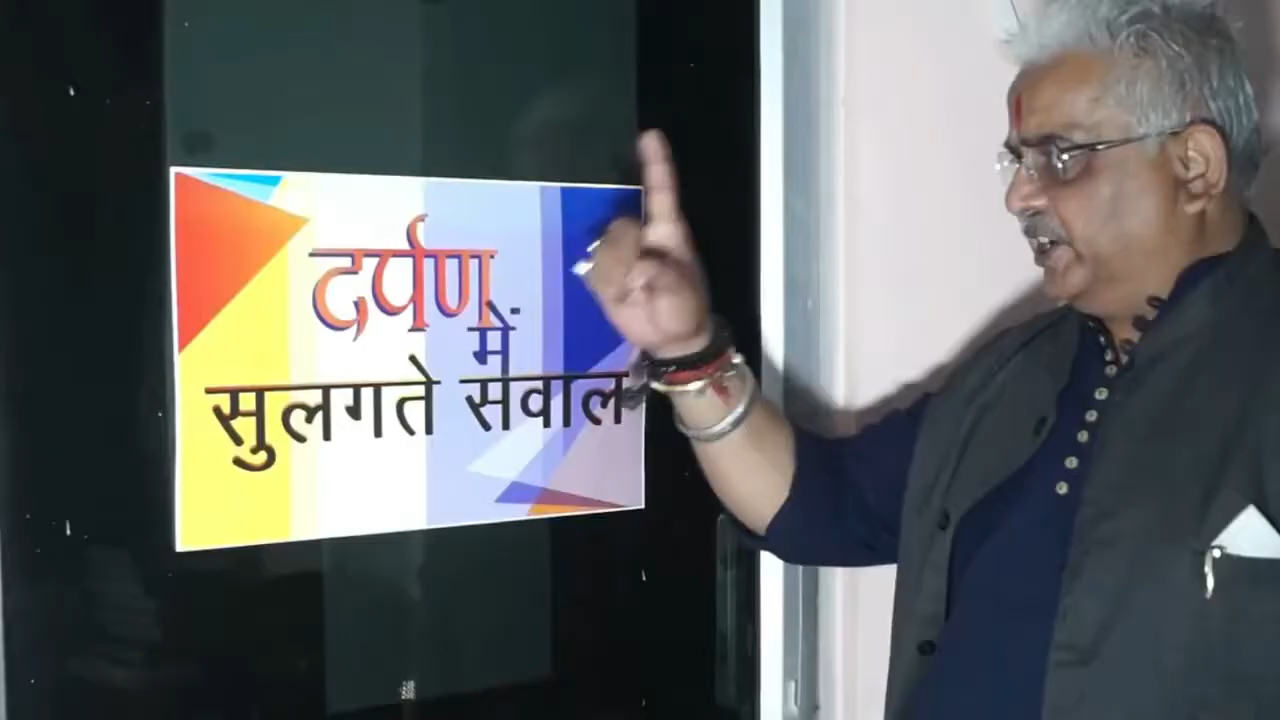 दर्पण
में
सुलगते सवाल